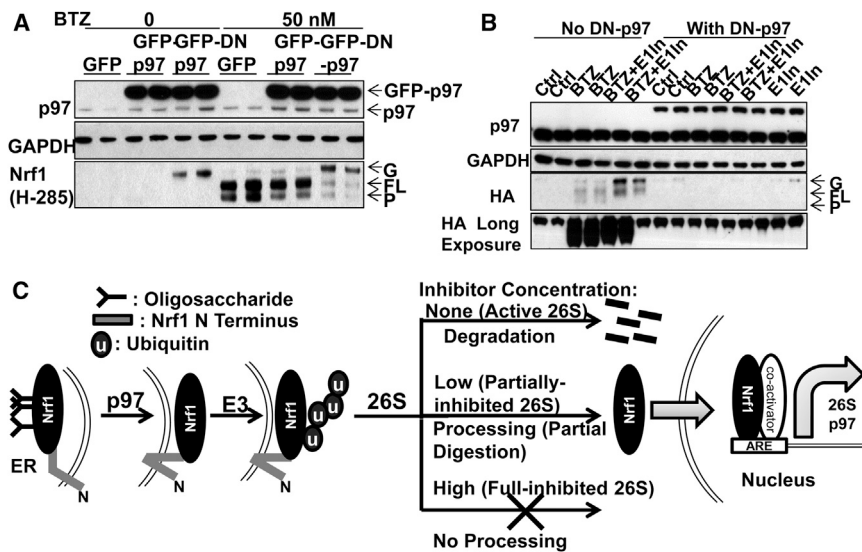 A
BTZ 0 50 nM
GFP-GFP-DN GFP-GFP-DN
GFP p97 p97 GFP p97 -p97
GFP-p97
p97 p97
GAPDH
Nrf1
(H-285)
G
FL
P
B
No DN-p97 With DN-p97
Ctrl Ctrl BTZ BTZ BTZ+E1In BTZ+E1In Ctrl Ctrl BTZ BTZ BTZ+E1In BTZ+E1In E1In E1In
p97
GAPDH
HA
G
FL
P
HA Long
Exposure
C
: Oligosaccharide
: Nrf1 N Terminus
u : Ubiquitin
Nrf1
ER
N
p97
Nrf1
N
E3
Nrf1
u
u
u
u
N
26S
Inhibitor Concentration:
None (Active 26S)
Degradation
Low (Partially-
inhibited 26S)
Processing (Partial
Digestion)
High (Full-inhibited 26S)
No Processing
Nrf1
Nrf1
co-activator
ARE
26S
p97
Nucleus